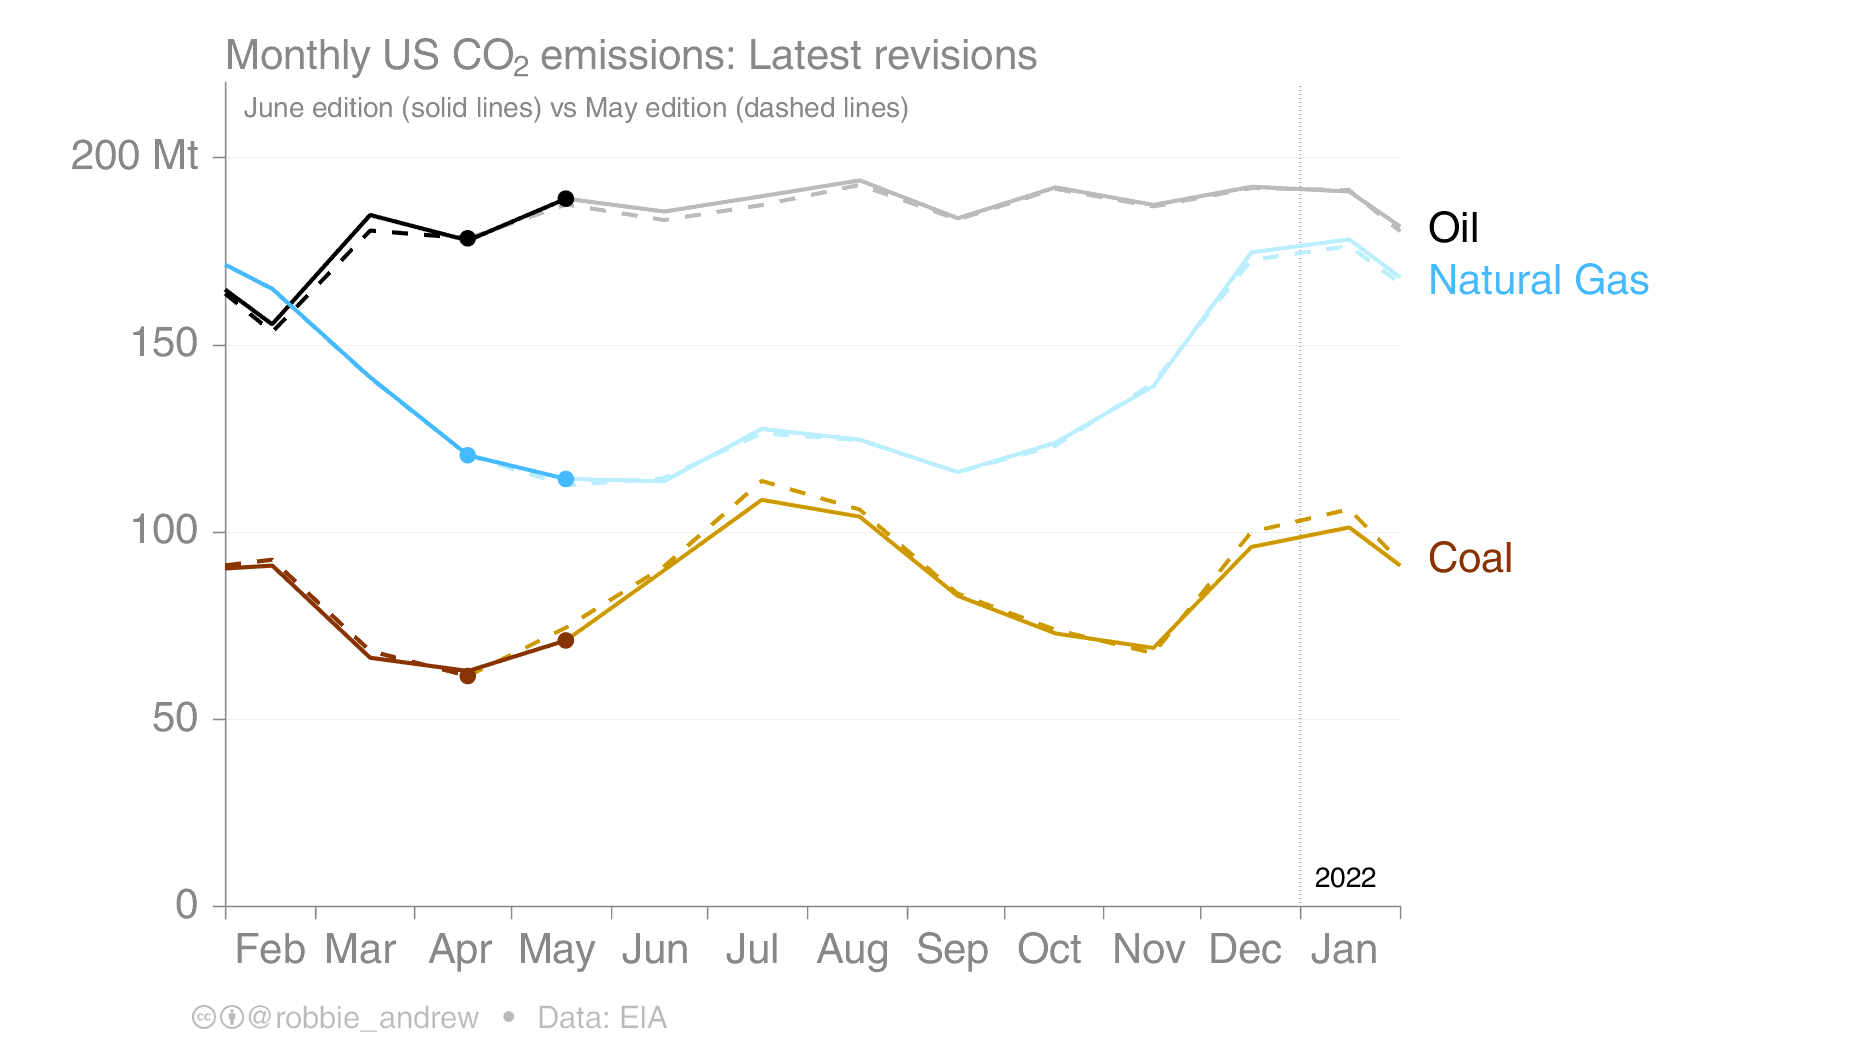 Monthly US CO₂ emissions: Latest revisions
June edition (solid lines) vs May edition (dashed lines)
200 Mt
150
100
50
0
Oil
Natural Gas
Coal
2022
Feb Mar Apr May Jun Jul Aug Sep Oct Nov Dec Jan
cc @robbie_andrew • Data: EIA